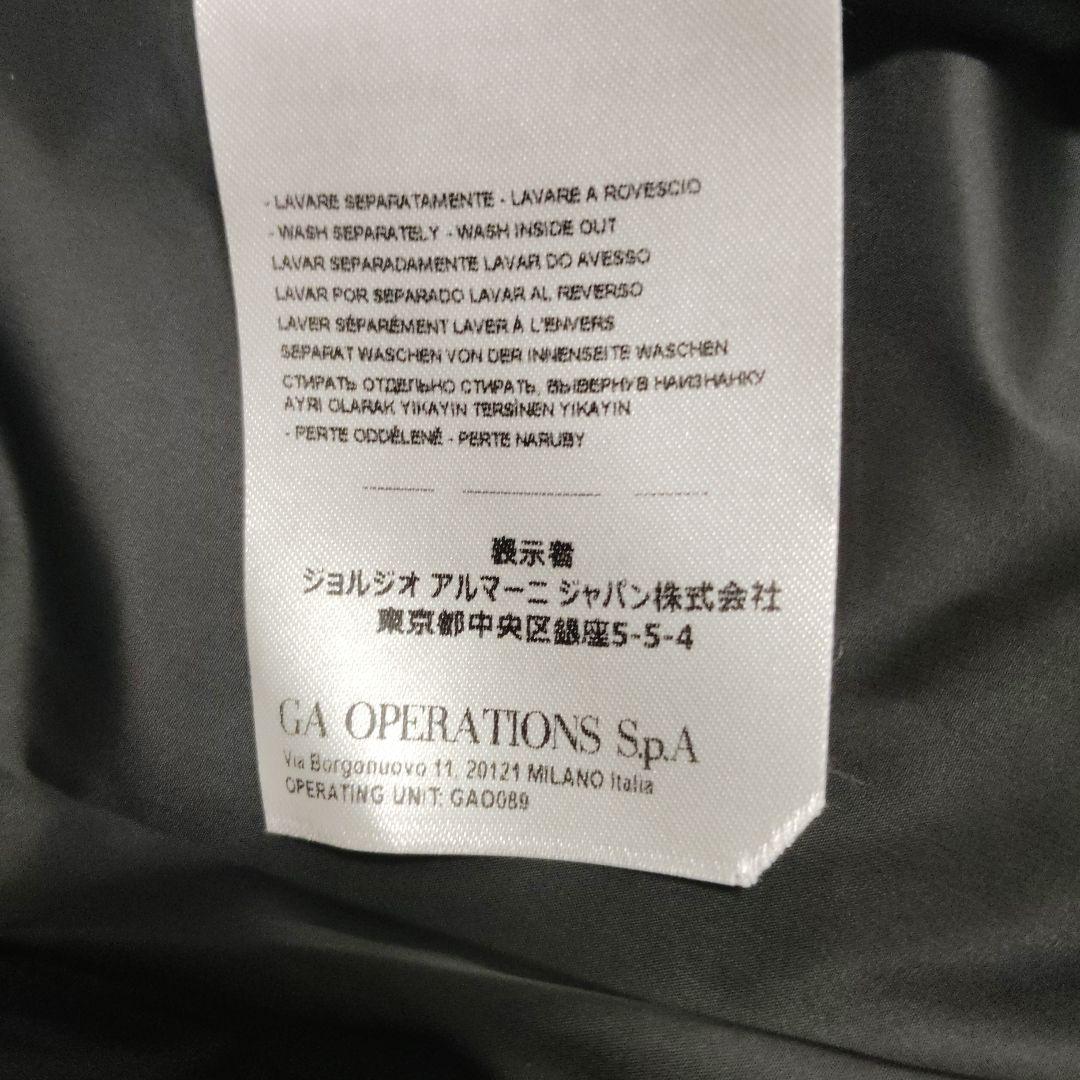 - LAVARE SEPARATAMENTE - LAVARE A ROVESCIO
- WASH SEPARATELY - WASH INSIDE OUT
LAVAR SEPARADAMENTE LAVAR DO AVESSO
LAVAR POR SEPARADO LAVAR AL REVERSO
LAVER SÉPARÉMENT LAVER À L'ENVERS
SEPARAT WASCHEN VON DER INNENSEITE WASCHEN
СТИРАТЬ ОТДЕЛЬНО СТИРАТЬ, ВЫВЕРНУВ НАИЗНАНКУ
AYRI OLARAK YIKAYIN TERSİNEN YIKAYIN
- PERTE ODDĚLENĚ - PERTE NARUBY
表示者
ジョルジオ アルマーニ ジャパン株式会社
東京都中央区銀座5-5-4
GA OPERATIONS S.p.A
Via Borgonuovo 11, 20121 MILANO Italia
OPERATING UNIT: GAO089